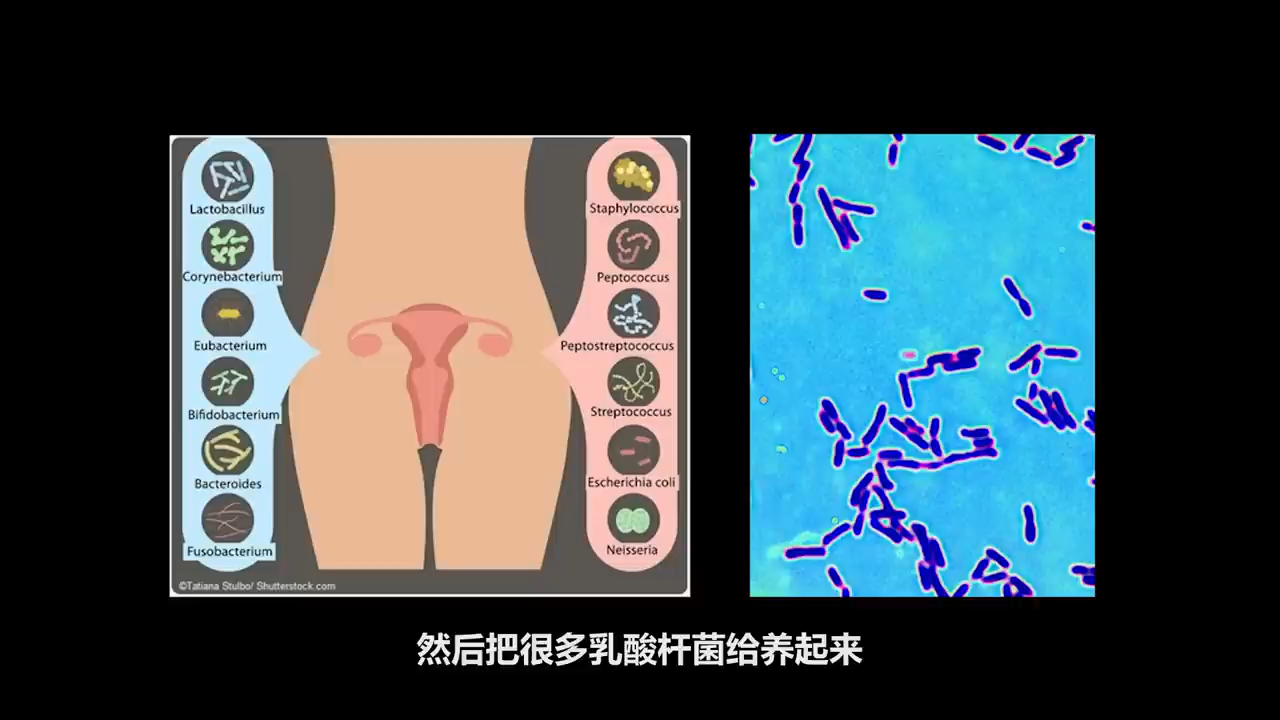 Lactobacillus
Corynebacterium
Eubacterium
Bifidobacterium
Bacteroides
Fusobacterium
Staphylococcus
Peptococcus
Peptostreptococcus
Streptococcus
Escherichia coli
Neisseria
©Tatiana Stulbo/ Shutterstock.com
然后把很多乳酸杆菌给养起来